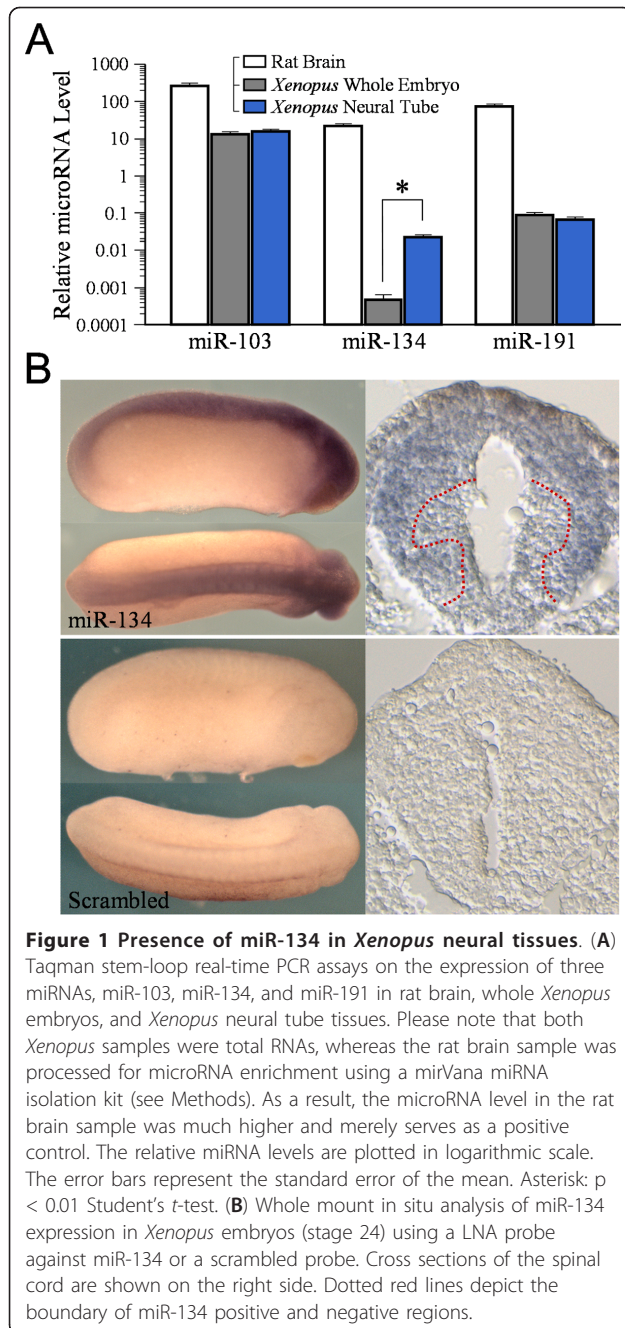 A
Rat Brain
Xenopus Whole Embryo
Xenopus Neural Tube
Relative microRNA Level
1000
100
10
1
0.1
0.01
0.001
0.0001
*
miR-103 miR-134 miR-191
B
miR-134
Scrambled
Figure 1 Presence of miR-134 in Xenopus neural tissues. (A)
Taqman stem-loop real-time PCR assays on the expression of three
miRNAs, miR-103, miR-134, and miR-191 in rat brain, whole Xenopus
embryos, and Xenopus neural tube tissues. Please note that both
Xenopus samples were total RNAs, whereas the rat brain sample was
processed for microRNA enrichment using a mirVana miRNA
isolation kit (see Methods). As a result, the microRNA level in the rat
brain sample was much higher and merely serves as a positive
control. The relative miRNA levels are plotted in logarithmic scale.
The error bars represent the standard error of the mean. Asterisk: p
< 0.01 Student's t-test. (B) Whole mount in situ analysis of miR-134
expression in Xenopus embryos (stage 24) using a LNA probe
against miR-134 or a scrambled probe. Cross sections of the spinal
cord are shown on the right side. Dotted red lines depict the
boundary of miR-134 positive and negative regions.